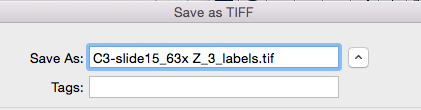 Save as TIFF
Save As: C3-slide15_63x Z_3_labels.tif
Tags: